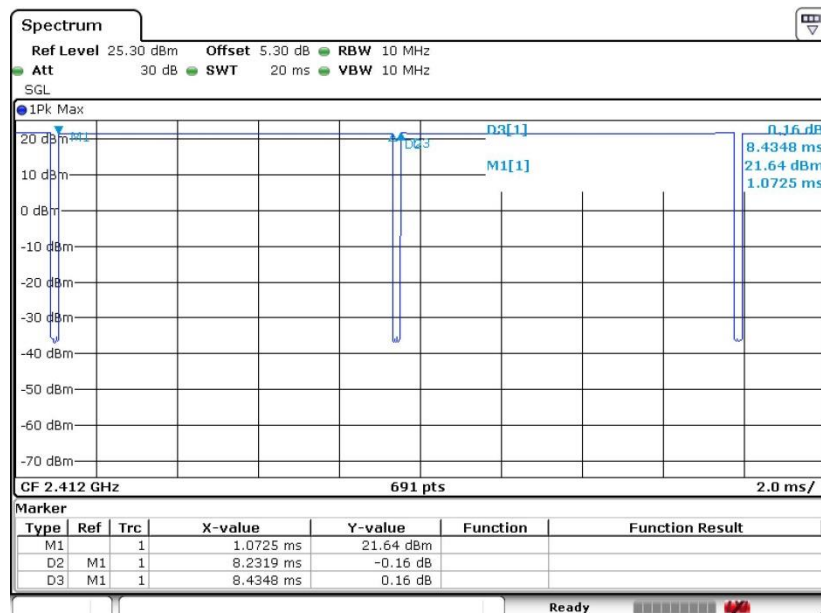 Spectrum
Ref Level 25.30 dBm Offset 5.30 dB RBW 10 MHz
Att 30 dB SWT 20 ms VBW 10 MHz
SGL
1Pk Max
D3[1] 0.16 dB
8.4348 ms
M1[1] 21.64 dBm
1.0725 ms
20 dBm
M1
10 dBm
0 dBm
-10 dBm
-20 dBm
-30 dBm
-40 dBm
-50 dBm
-60 dBm
-70 dBm
CF 2.412 GHz 691 pts 2.0 ms/
Marker
Type Ref Trc X-value Y-value Function Function Result
M1 1 1.0725 ms 21.64 dBm
D2 M1 1 8.2319 ms -0.16 dB
D3 M1 1 8.4348 ms 0.16 dB
Ready